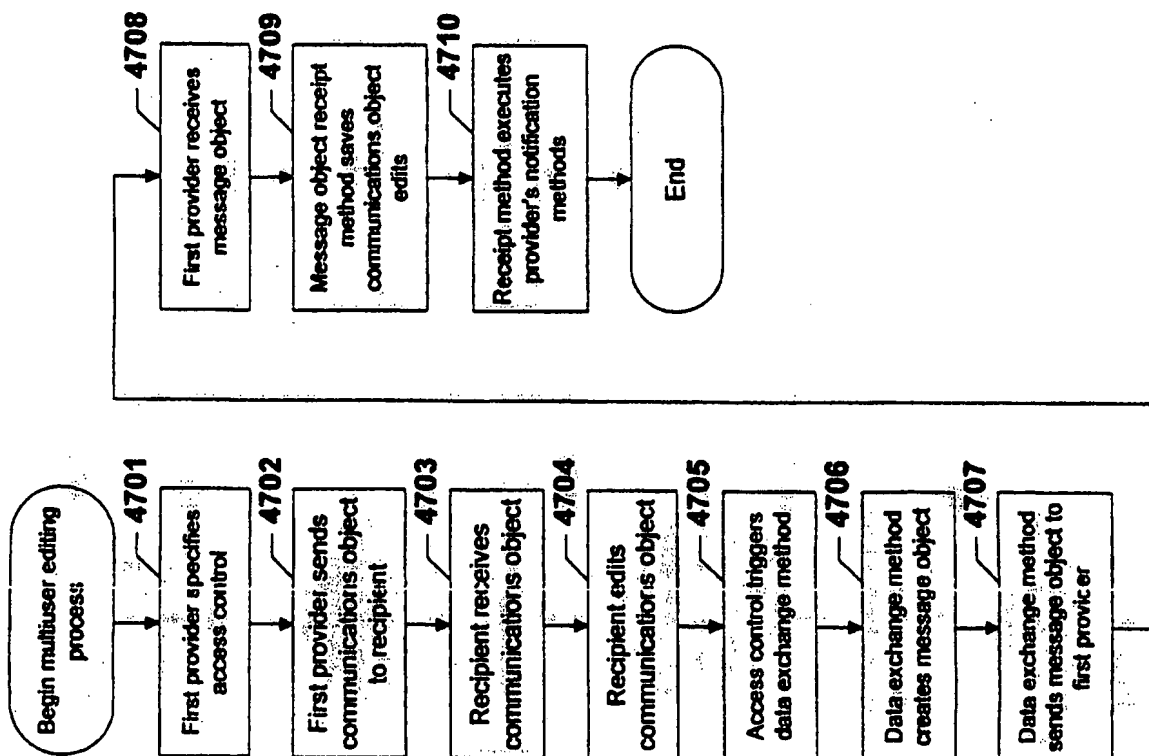 Begin multiuser editing
process
4701
First provider specifies
access control
4702
First provider sends
communications object
to recipient
4703
Recipient receives
communications object
4704
Recipient edits
communications object
4705
Access control triggers
data exchange method
4706
Data exchange method
creates message object
4707
Data exchange method
sends message object to
first provider
4708
First provider receives
message object
4709
Message object receipt
method saves
communications object
edits
4710
Receipt method executes
provider's notification
methods
End